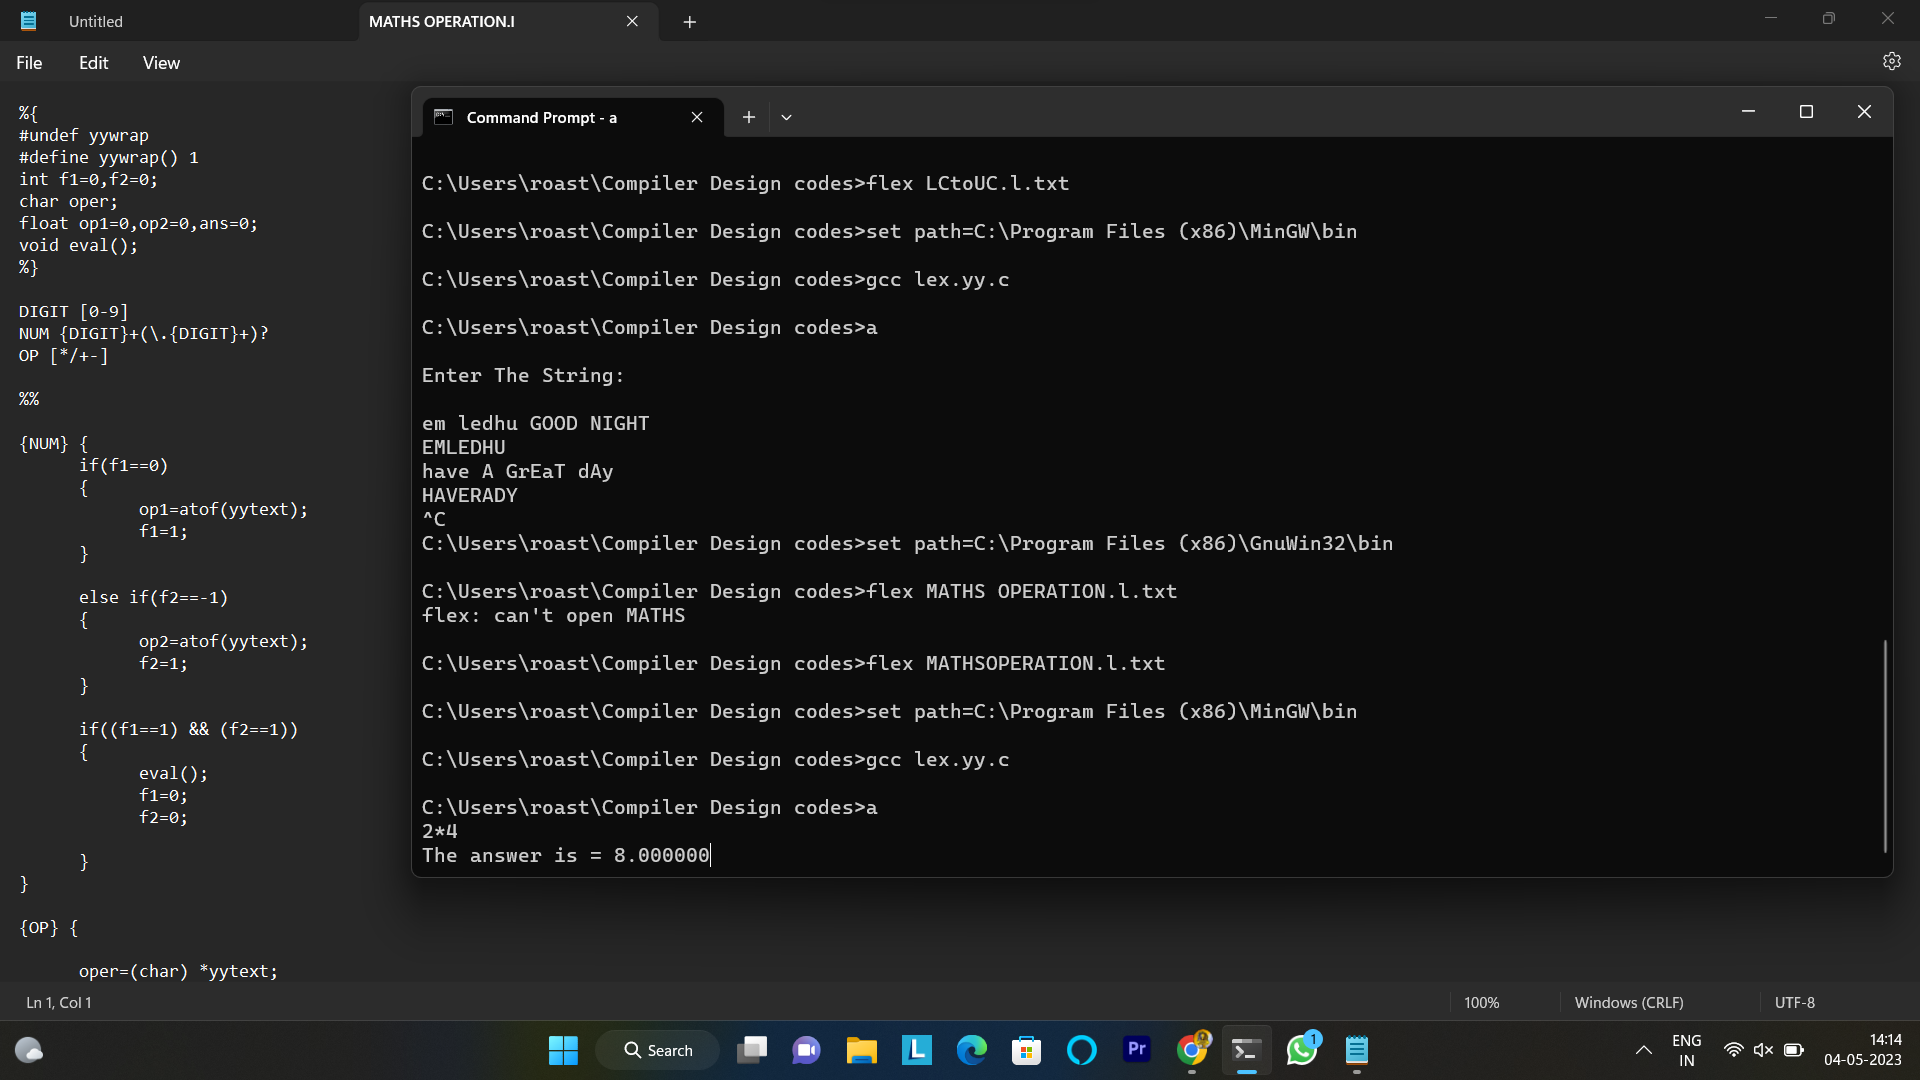 Untitled
MATHS OPERATION.l
File Edit View
%{
#undef yywrap
#define yywrap() 1
int f1=0,f2=0;
char oper;
float op1=0,op2=0,ans=0;
void eval();
%}
DIGIT [0-9]
NUM {DIGIT}+(\.{DIGIT}+)?
OP [*/+-]
%%
{NUM} {
if(f1==0)
{
op1=atof(yytext);
f1=1;
}
else if(f2==-1)
{
op2=atof(yytext);
f2=1;
}
if((f1==1) && (f2==1))
{
eval();
f1=0;
f2=0;
}
}
{OP} {
oper=(char) *yytext;
Command Prompt - a
C:\Users\roast\Compiler Design codes>flex LCtoUC.l.txt
C:\Users\roast\Compiler Design codes>set path=C:\Program Files (x86)\MinGW\bin
C:\Users\roast\Compiler Design codes>gcc lex.yy.c
C:\Users\roast\Compiler Design codes>a
Enter The String:
em ledhu GOOD NIGHT
EMLEDHU
have A GrEaT dAy
HAVERADY
^C
C:\Users\roast\Compiler Design codes>set path=C:\Program Files (x86)\GnuWin32\bin
C:\Users\roast\Compiler Design codes>flex MATHS OPERATION.l.txt
flex: can't open MATHS
C:\Users\roast\Compiler Design codes>flex MATHSOPERATION.l.txt
C:\Users\roast\Compiler Design codes>set path=C:\Program Files (x86)\MinGW\bin
C:\Users\roast\Compiler Design codes>gcc lex.yy.c
C:\Users\roast\Compiler Design codes>a
2*4
The answer is = 8.000000
Ln 1, Col 1
100%
Windows (CRLF)
UTF-8
Search
L
Pr
1
ENG
IN
14:14
04-05-2023